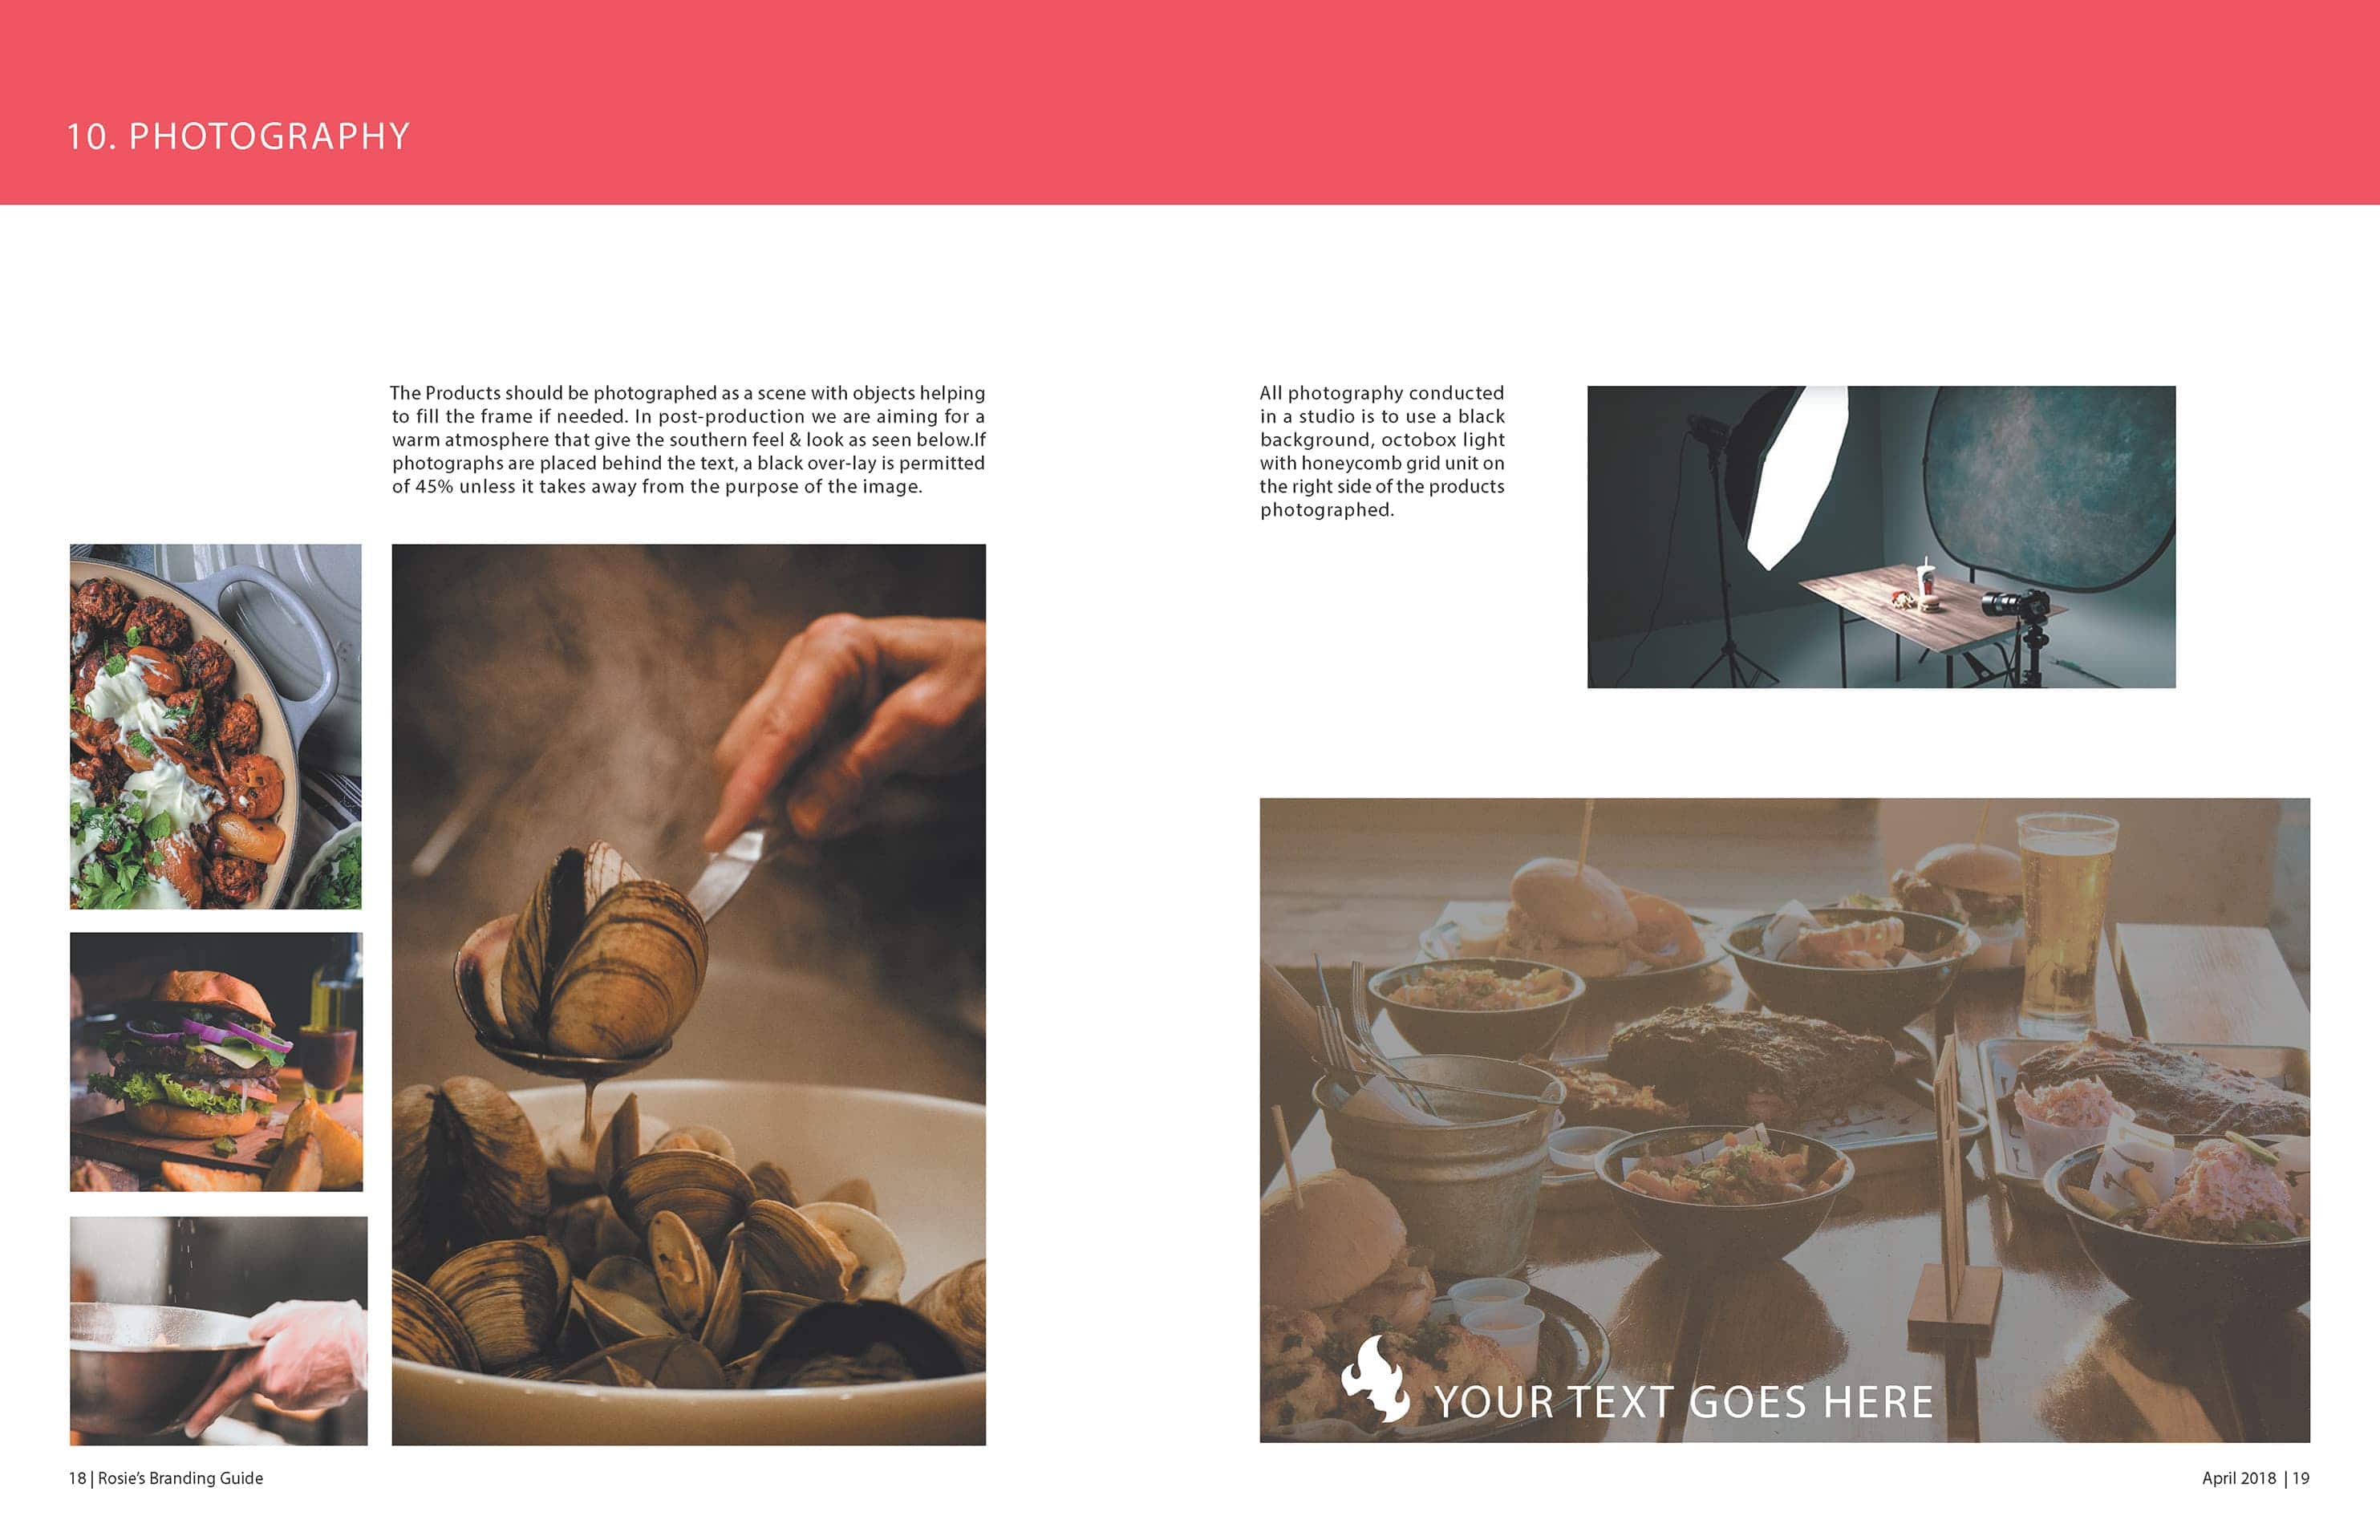 10. PHOTOGRAPHY
The Products should be photographed as a scene with objects helping
to fill the frame if needed. In post-production we are aiming for a
warm atmosphere that give the southern feel & look as seen below.If
photographs are placed behind the text, a black over-lay is permitted
of 45% unless it takes away from the purpose of the image.
All photography conducted
in a studio is to use a black
background, octobox light
with honeycomb grid unit on
the right side of the products
photographed.
YOUR TEXT GOES HERE
18 | Rosie’s Branding Guide
April 2018 | 19